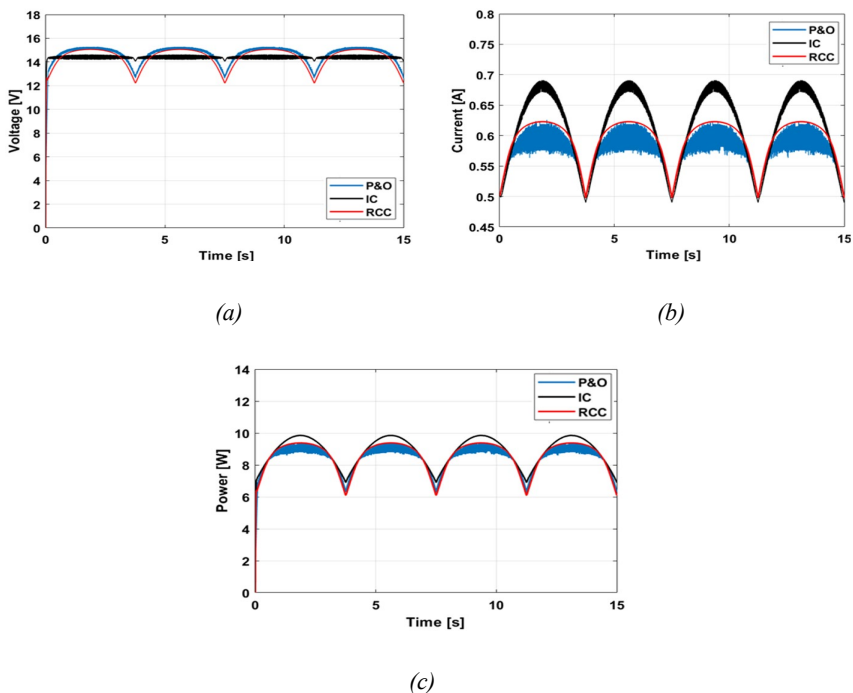 18
16
14
12
10
8
6
4
2
0
Voltage [V]
P&O
IC
RCC
0 5 10 15
Time [s]
(a)
0.8
0.75
0.7
0.65
0.6
0.55
0.5
0.45
Current [A]
P&O
IC
RCC
0 5 10 15
Time [s]
(b)
14
12
10
8
6
4
2
0
Power [W]
P&O
IC
RCC
0 5 10 15
Time [s]
(c)